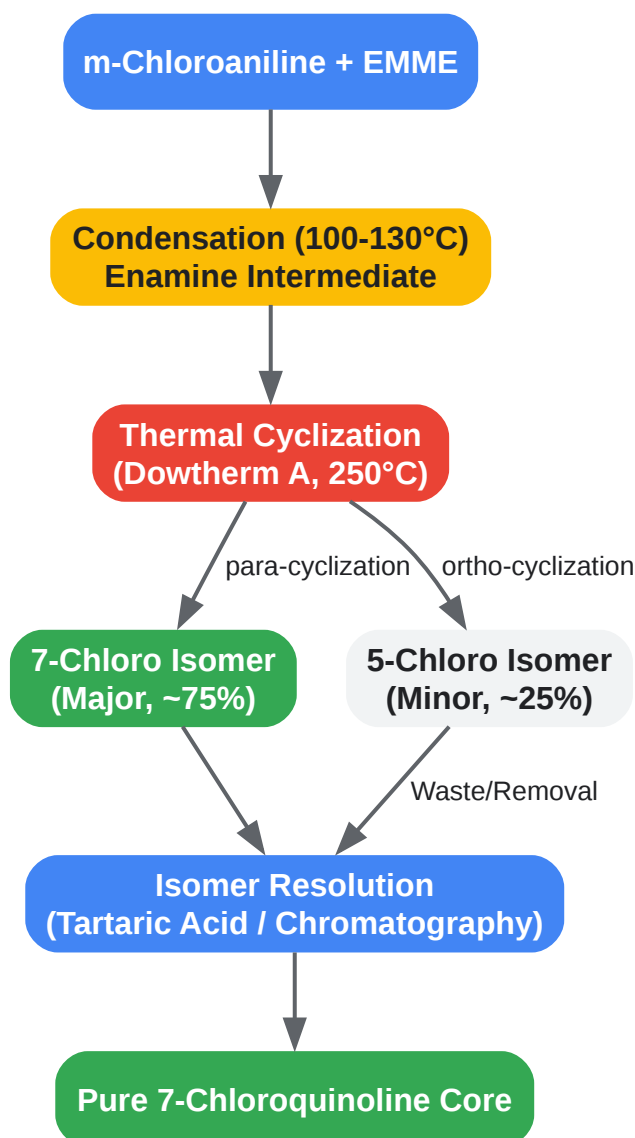 m-Chloroaniline + EMME
Condensation (100-130°C)
Enamine Intermediate
Thermal Cyclization
(Dowtherm A, 250°C)
para-cyclization
ortho-cyclization
7-Chloro Isomer
(Major, ~75%)
5-Chloro Isomer
(Minor, ~25%)
Waste/Removal
Isomer Resolution
(Tartaric Acid / Chromatography)
Pure 7-Chloroquinoline Core